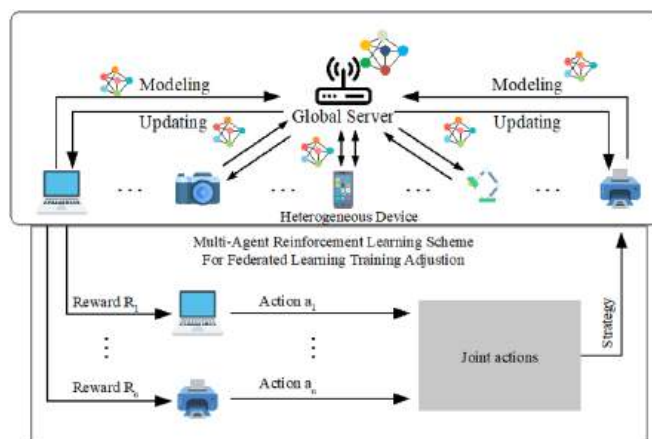 Modeling
Modeling
Updating
Global Server
Updating
...
...
...
...
Heterogeneous Device
Multi-Agent Reinforcement Learning Scheme
For Federated Learning Training Adjustion
Reward R1
Action a1
Joint actions
Strategy
Reward Rn
Action an